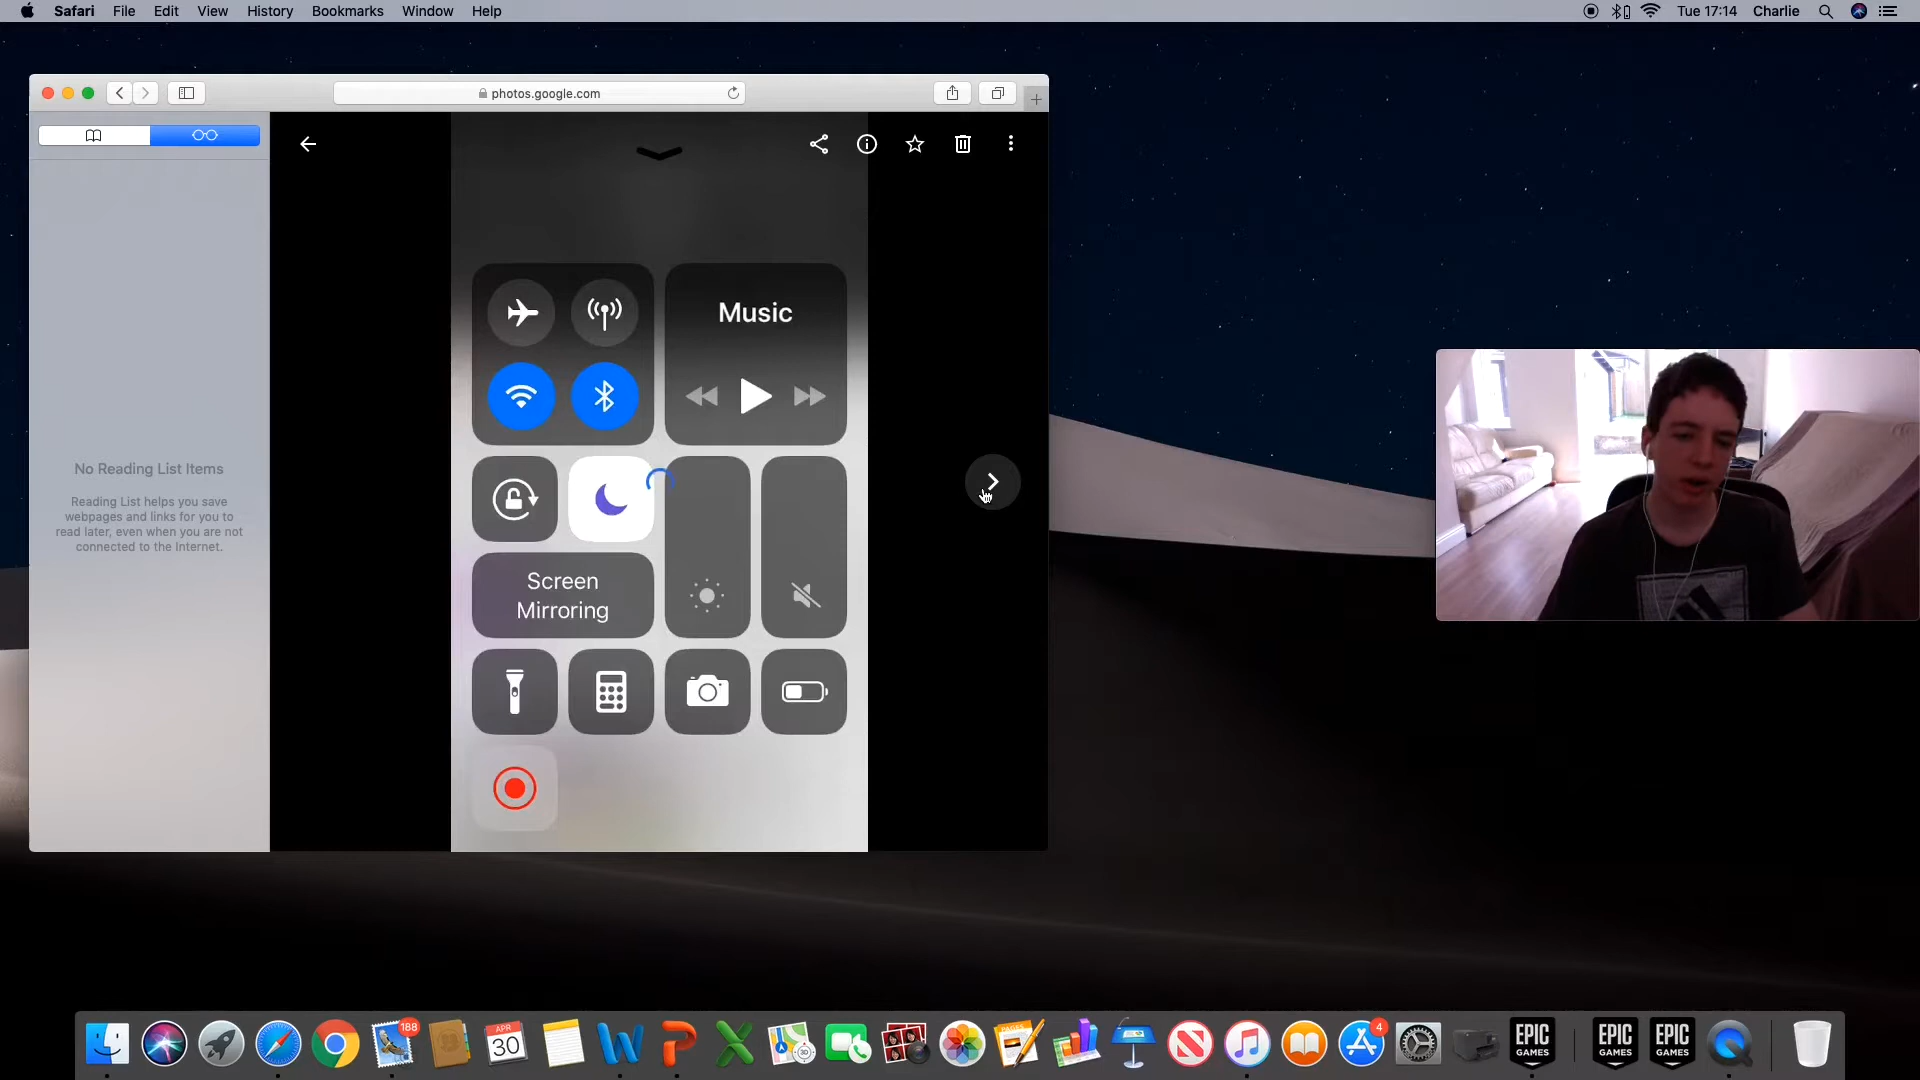 Safari File Edit View History Bookmarks Window Help
Tue 17:14 Charlie
photos.google.com
No Reading List Items
Reading List helps you save
webpages and links for you to
read later, even when you are not
connected to the Internet.
Music
Screen
Mirroring
188
APR
30
PAGES
4
EPIC
GAMES
EPIC
GAMES
EPIC
GAMES